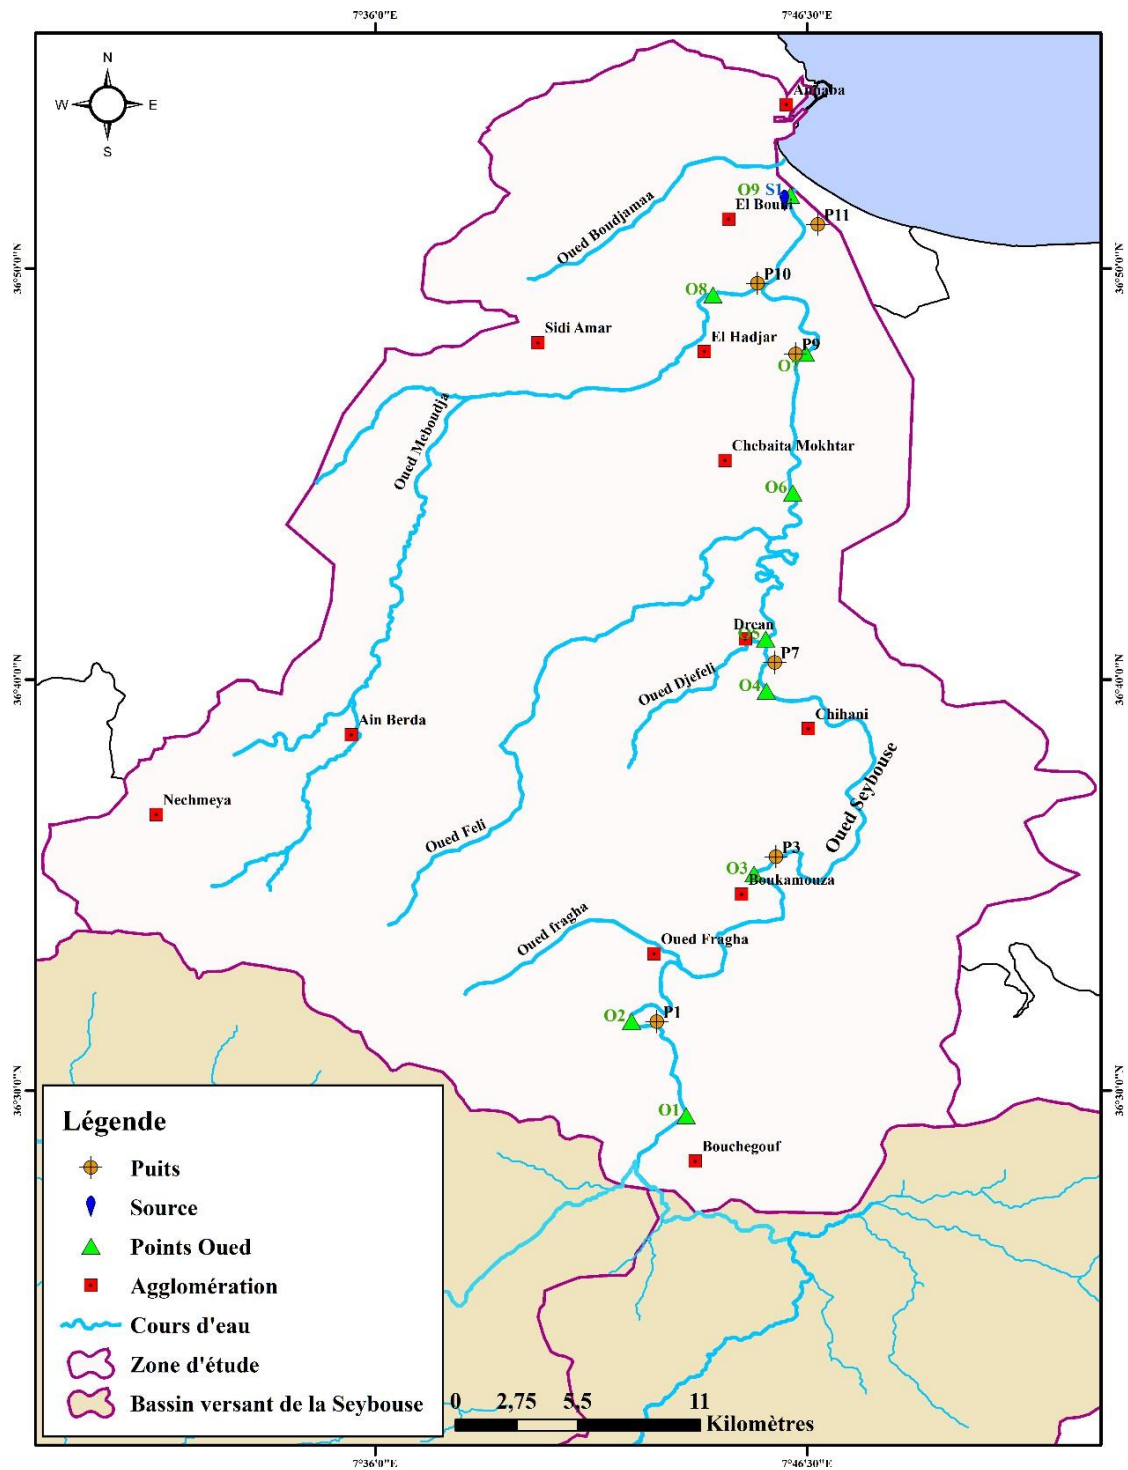 7°36'0"E
7°46'30"E
N
W
E
S
Annaba
O9
S1
El Bouni
P11
Oued Boudjamaa
36°50'0"N
36°50'0"N
P10
O8
Sidi Amar
El Hadjar
P9
O7
Oued Meboudja
Chebaita Mokhtar
O6
Drean
O5
P7
36°40'0"N
36°40'0"N
Oued Djefeli
O4
Chihani
Ain Berda
Oued Seybouse
Nechmeya
Oued Feli
P3
O3
Boukamouza
Oued fragha
Oued Fragha
O2
P1
36°30'0"N
36°30'0"N
O1
Bouchegouf
Légende
Puits
Source
Points Oued
Agglomération
Cours d'eau
Zone d'étude
Bassin versant de la Seybouse
0
2,75
5,5
11
Kilomètres
7°36'0"E
7°46'30"E